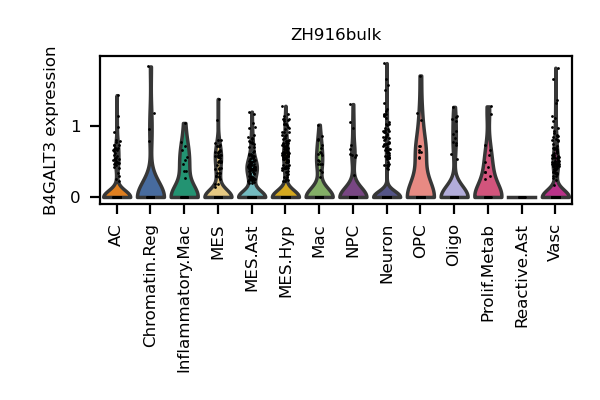 ZH916bulk
B4GALT3 expression
1
0
AC
Chromatin.Reg
Inflammatory.Mac
MES
MES.Ast
MES.Hyp
Mac
NPC
Neuron
OPC
Oligo
Prolif.Metab
Reactive.Ast
Vasc